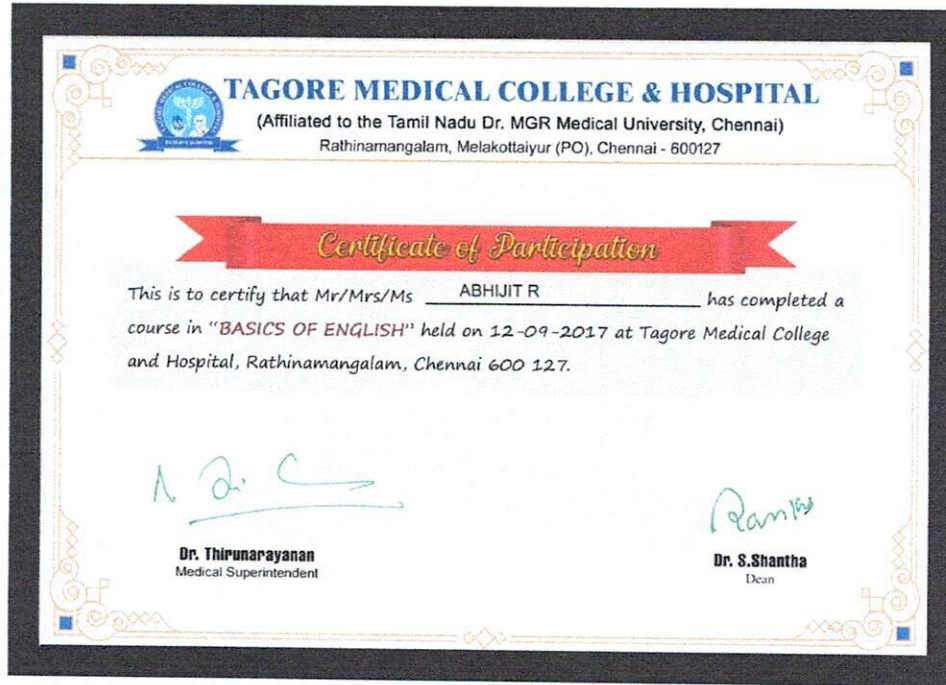 TAGORE MEDICAL COLLEGE & HOSPITAL
(Affiliated to the Tamil Nadu Dr. MGR Medical University, Chennai)
Rathinamangalam, Melakottaiyur (PO), Chennai - 600127
Certificate of Participation
This is to certify that Mr/Mrs/Ms ABHIJIT R has completed a
course in "BASICS OF ENGLISH" held on 12-09-2017 at Tagore Medical College
and Hospital, Rathinamangalam, Chennai 600 127.
Dr. Thirunarayanan
Medical Superintendent
Dr. S.Shantha
Dean